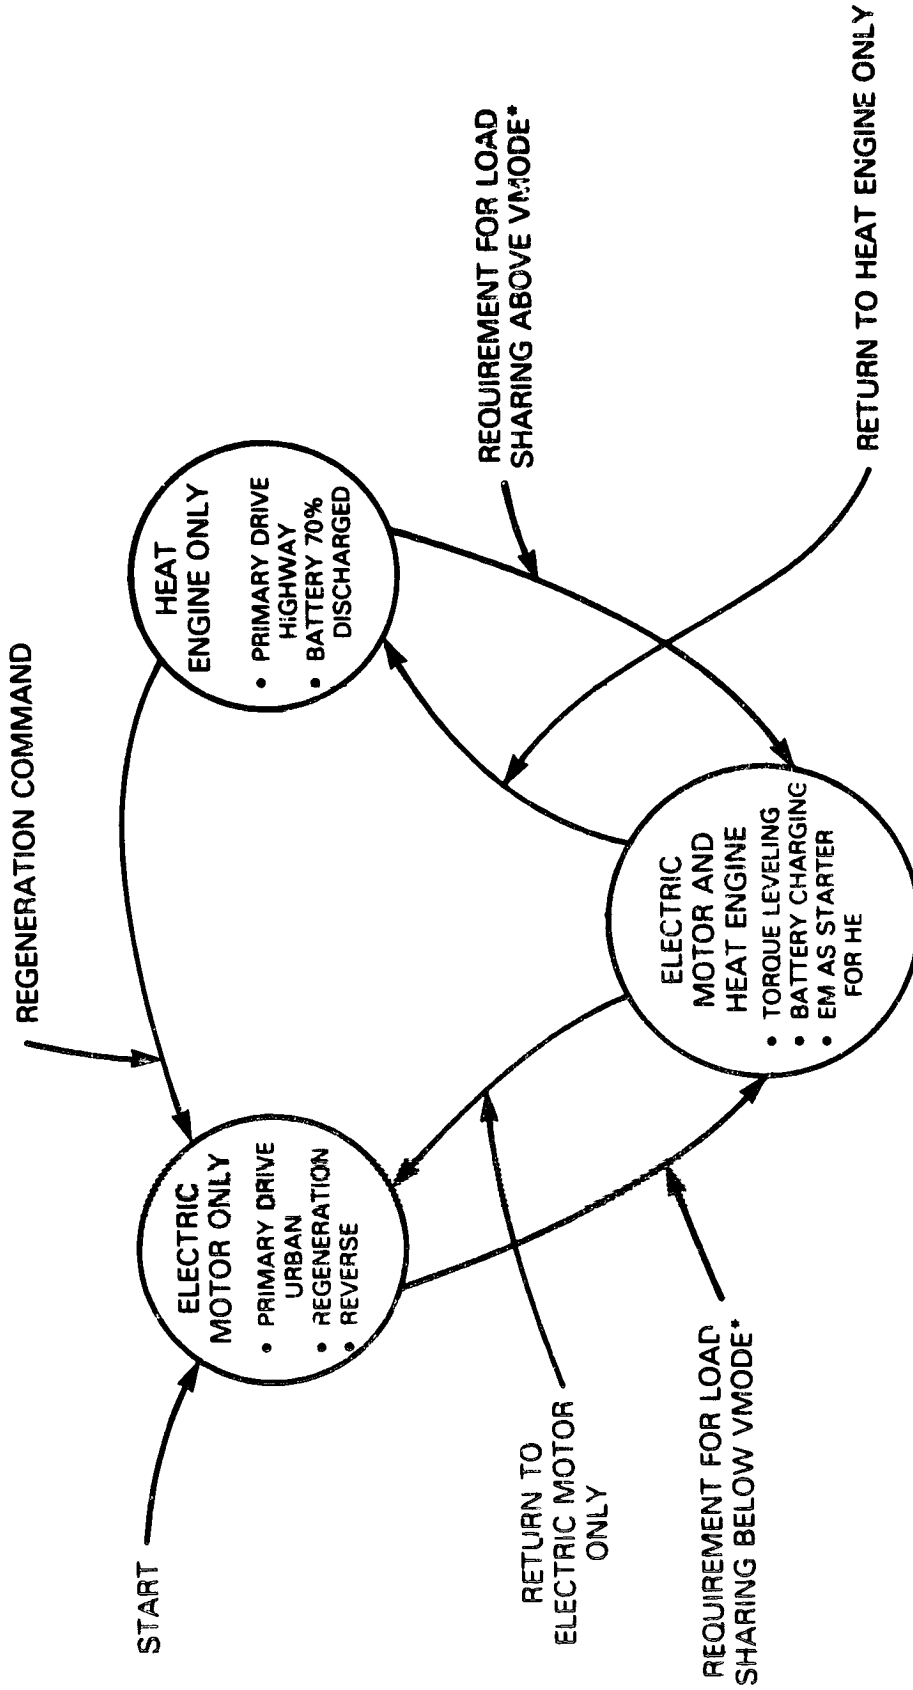 REGENERATION COMMAND
START
ELECTRIC
MOTOR ONLY
• PRIMARY DRIVE
URBAN
• REGENERATION
• REVERSE
HEAT
ENGINE ONLY
• PRIMARY DRIVE
HIGHWAY
• BATTERY 70%
DISCHARGED
REQUIREMENT FOR LOAD
SHARING ABOVE VMODE*
RETURN TO
ELECTRIC MOTOR
ONLY
ELECTRIC
MOTOR AND
HEAT ENGINE
• TORQUE LEVELING
• BATTERY CHARGING
• EM AS STARTER
FOR HE
REQUIREMENT FOR LOAD
SHARING BELOW VMODE*
RETURN TO HEAT ENGINE ONLY